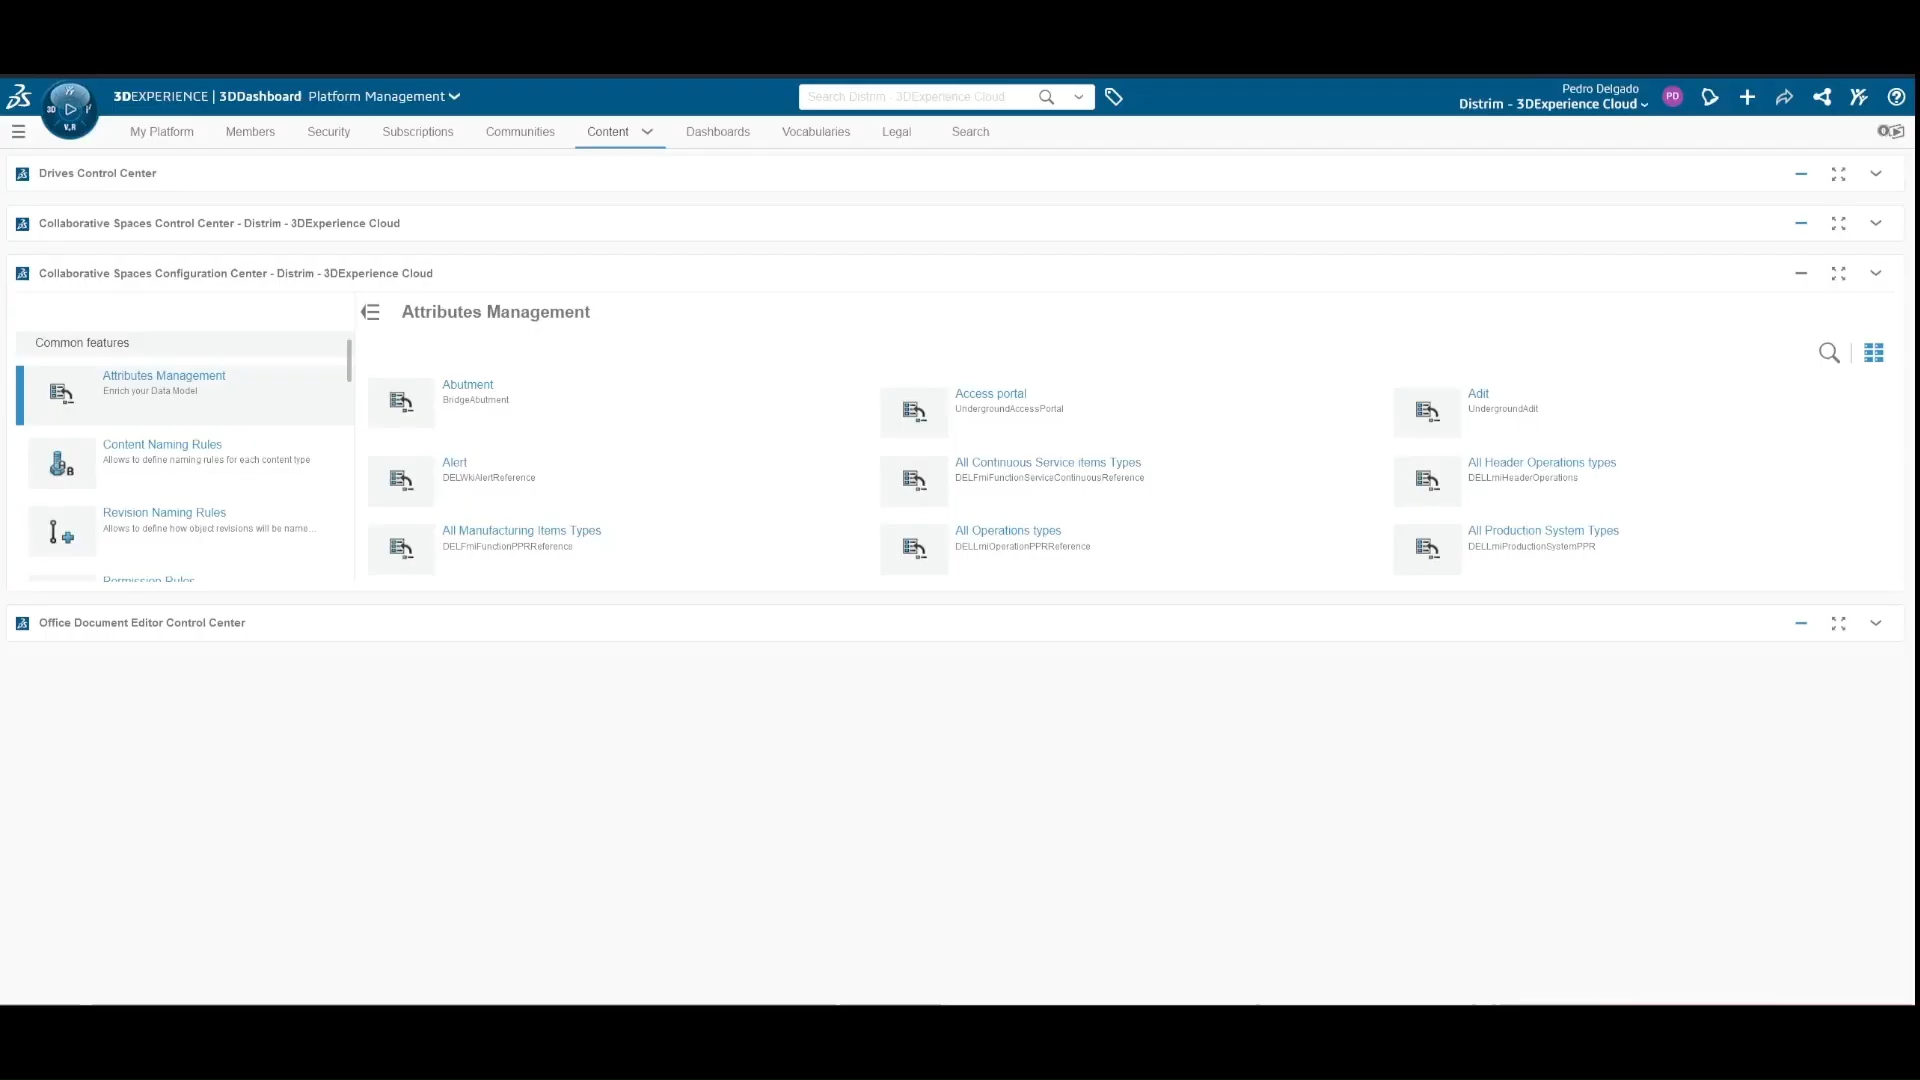 3DEXPERIENCE | 3DDashboard Platform Management
Search Distrim - 3DExperience Cloud
Pedro Delgado
Distrim - 3DExperience Cloud
PD
3D
V.R
My Platform Members Security Subscriptions Communities Content Dashboards Vocabularies Legal Search
0
Drives Control Center
Collaborative Spaces Control Center - Distrim - 3DExperience Cloud
Collaborative Spaces Configuration Center - Distrim - 3DExperience Cloud
Attributes Management
Common features
Attributes Management
Enrich your Data Model
Content Naming Rules
Allows to define naming rules for each content type
Revision Naming Rules
Allows to define how object revisions will be name...
Permission Rules
Abutment
BridgeAbutment
Access portal
UndergroundAccessPortal
Adit
UndergroundAdit
Alert
DELWkiAlertReference
All Continuous Service items Types
DELFmiFunctionServiceContinuousReference
All Header Operations types
DELLmiHeaderOperations
All Manufacturing Items Types
DELFmiFunctionPPRReference
All Operations types
DELLmiOperationPPRReference
All Production System Types
DELLmiProductionSystemPPR
Office Document Editor Control Center